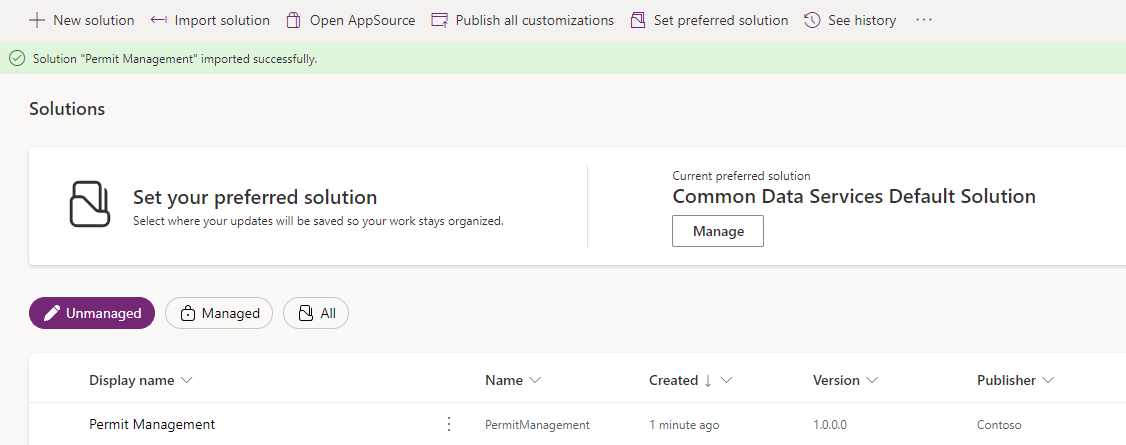 New solution Import solution Open AppSource Publish all customizations Set preferred solution See history ...
Solution "Permit Management" imported successfully.
Solutions
Set your preferred solution
Select where your updates will be saved so your work stays organized.
Current preferred solution
Common Data Services Default Solution
Manage
Unmanaged Managed All
Display name Name Created Version Publisher
Permit Management PermitManagement 1 minute ago 1.0.0.0 Contoso